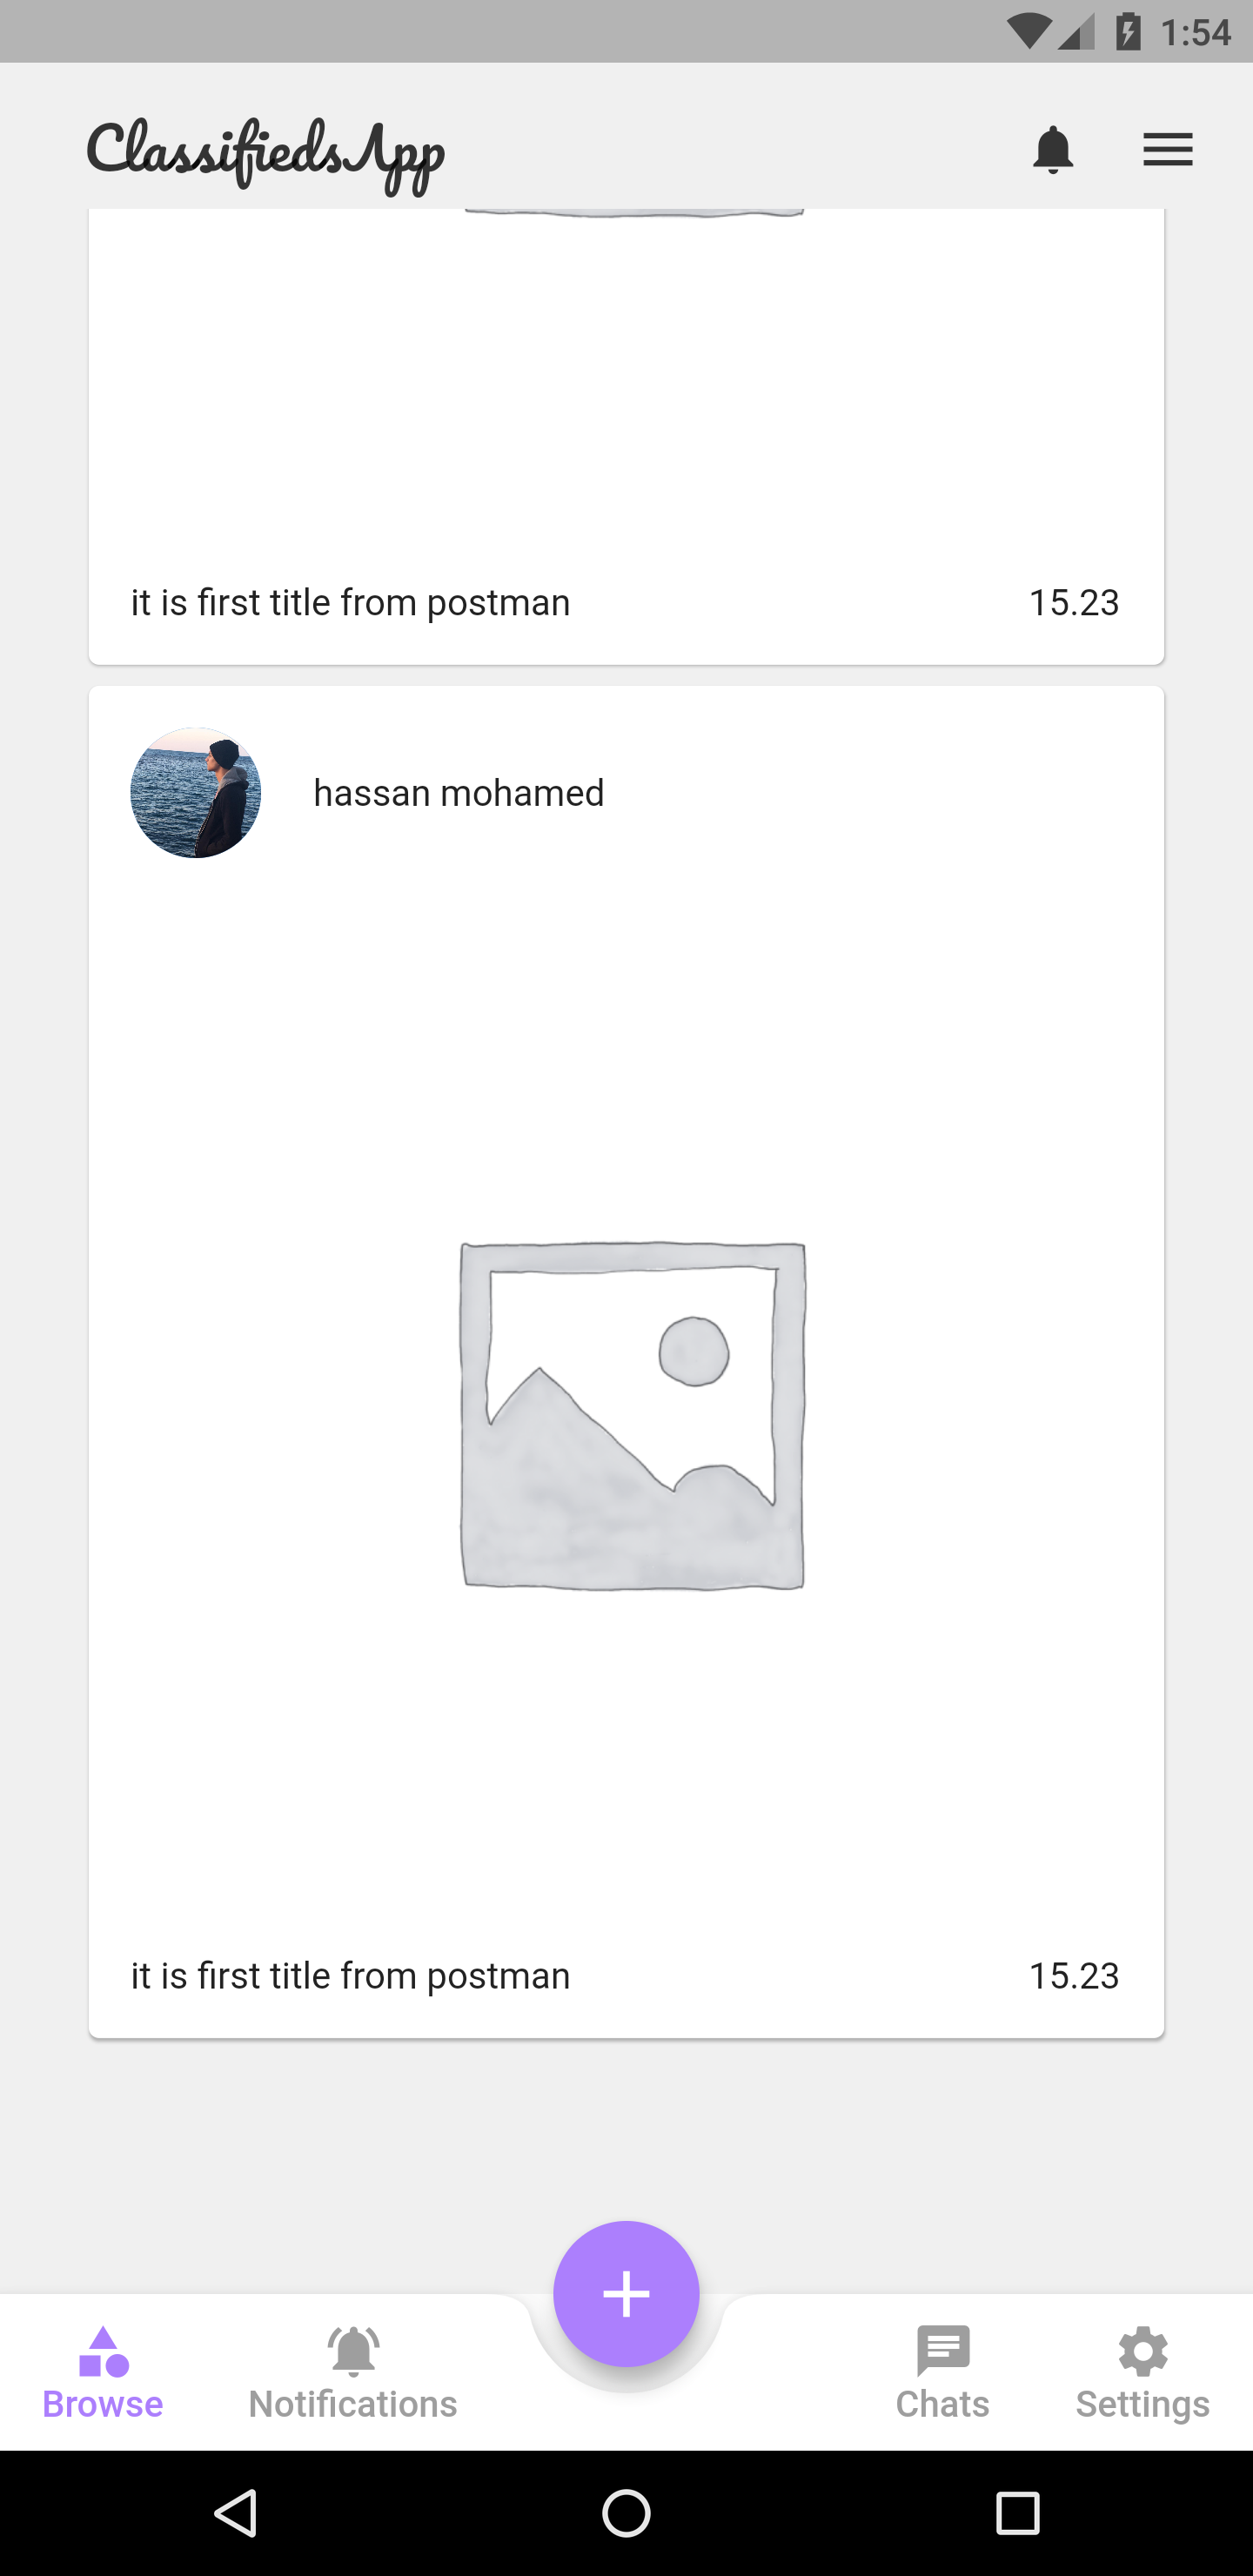 1:54
ClassifiedsApp
it is first title from postman 15.23
hassan mohamed
it is first title from postman 15.23
Browse Notifications Chats Settings